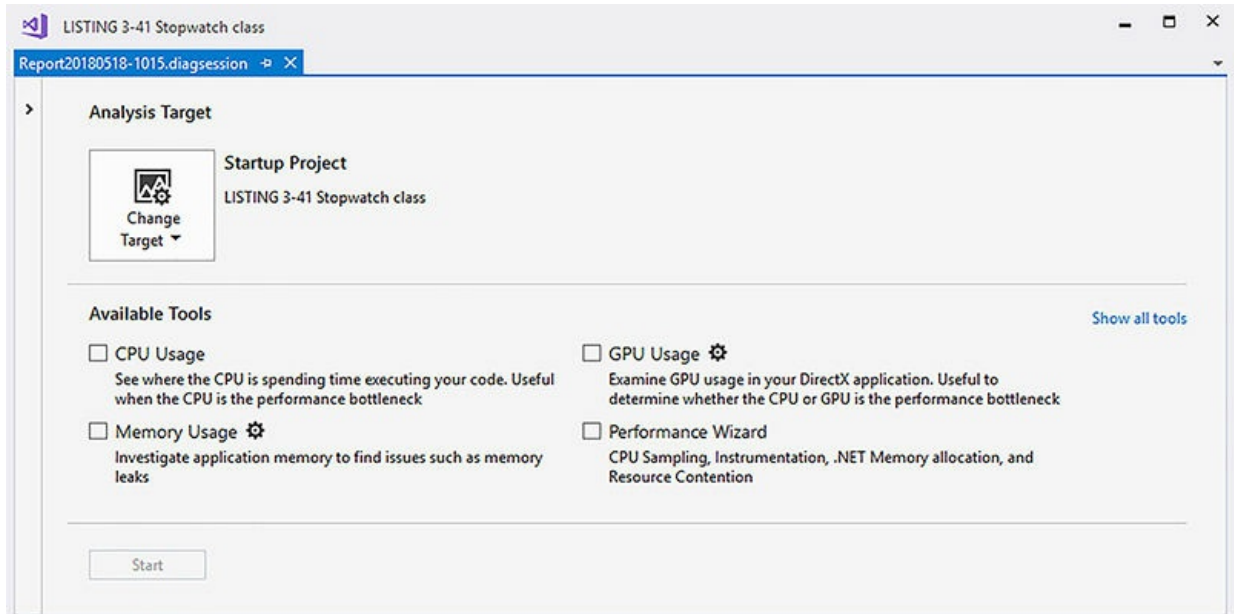 LISTING 3-41 Stopwatch class
Report20180518-1015.diagsession
Analysis Target
Change
Target
Startup Project
LISTING 3-41 Stopwatch class
Available Tools
Show all tools
CPU Usage
See where the CPU is spending time executing your code. Useful
when the CPU is the performance bottleneck
GPU Usage
Examine GPU usage in your DirectX application. Useful to
determine whether the CPU or GPU is the performance bottleneck
Memory Usage
Investigate application memory to find issues such as memory
leaks
Performance Wizard
CPU Sampling, Instrumentation, .NET Memory allocation, and
Resource Contention
Start